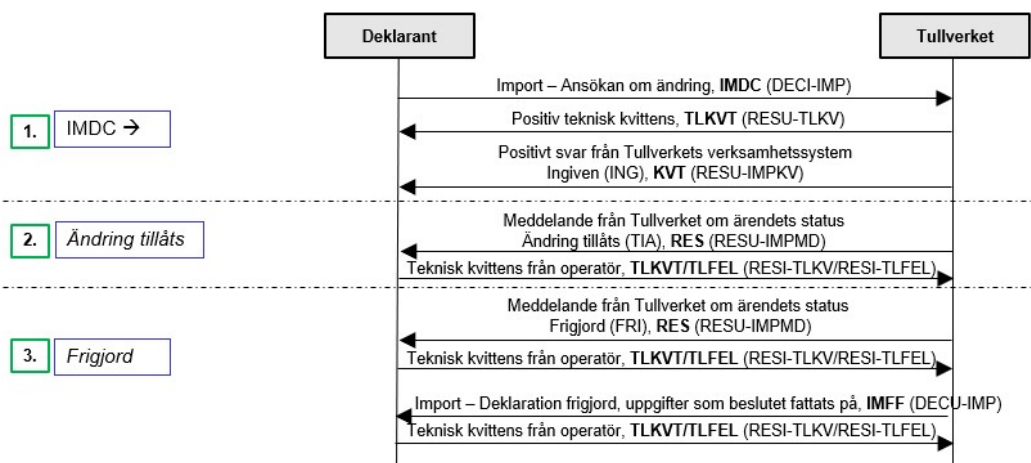 Deklarant
Tullverket
Import – Ansökan om ändring, IMDC (DECI-IMP)
Positiv teknisk kvittens, TLKVT (RESU-TLKV)
1.
IMDC →
Positivt svar från Tullverkets verksamhetssystem
Ingiven (ING), KVT (RESU-IMPKV)
2.
Ändring tillåts
Meddelande från Tullverket om ärendets status
Ändring tillåts (TIA), RES (RESU-IMPMD)
Teknisk kvittens från operatör, TLKVT/TLFEL (RESI-TLKV/RESI-TLFEL)
Meddelande från Tullverket om ärendets status
Frigjord (FRI), RES (RESU-IMPMD)
3.
Frigjord
Teknisk kvittens från operatör, TLKVT/TLFEL (RESI-TLKV/RESI-TLFEL)
Import – Deklaration frigjord, uppgifter som beslutet fattats på, IMFF (DECU-IMP)
Teknisk kvittens från operatör, TLKVT/TLFEL (RESI-TLKV/RESI-TLFEL)